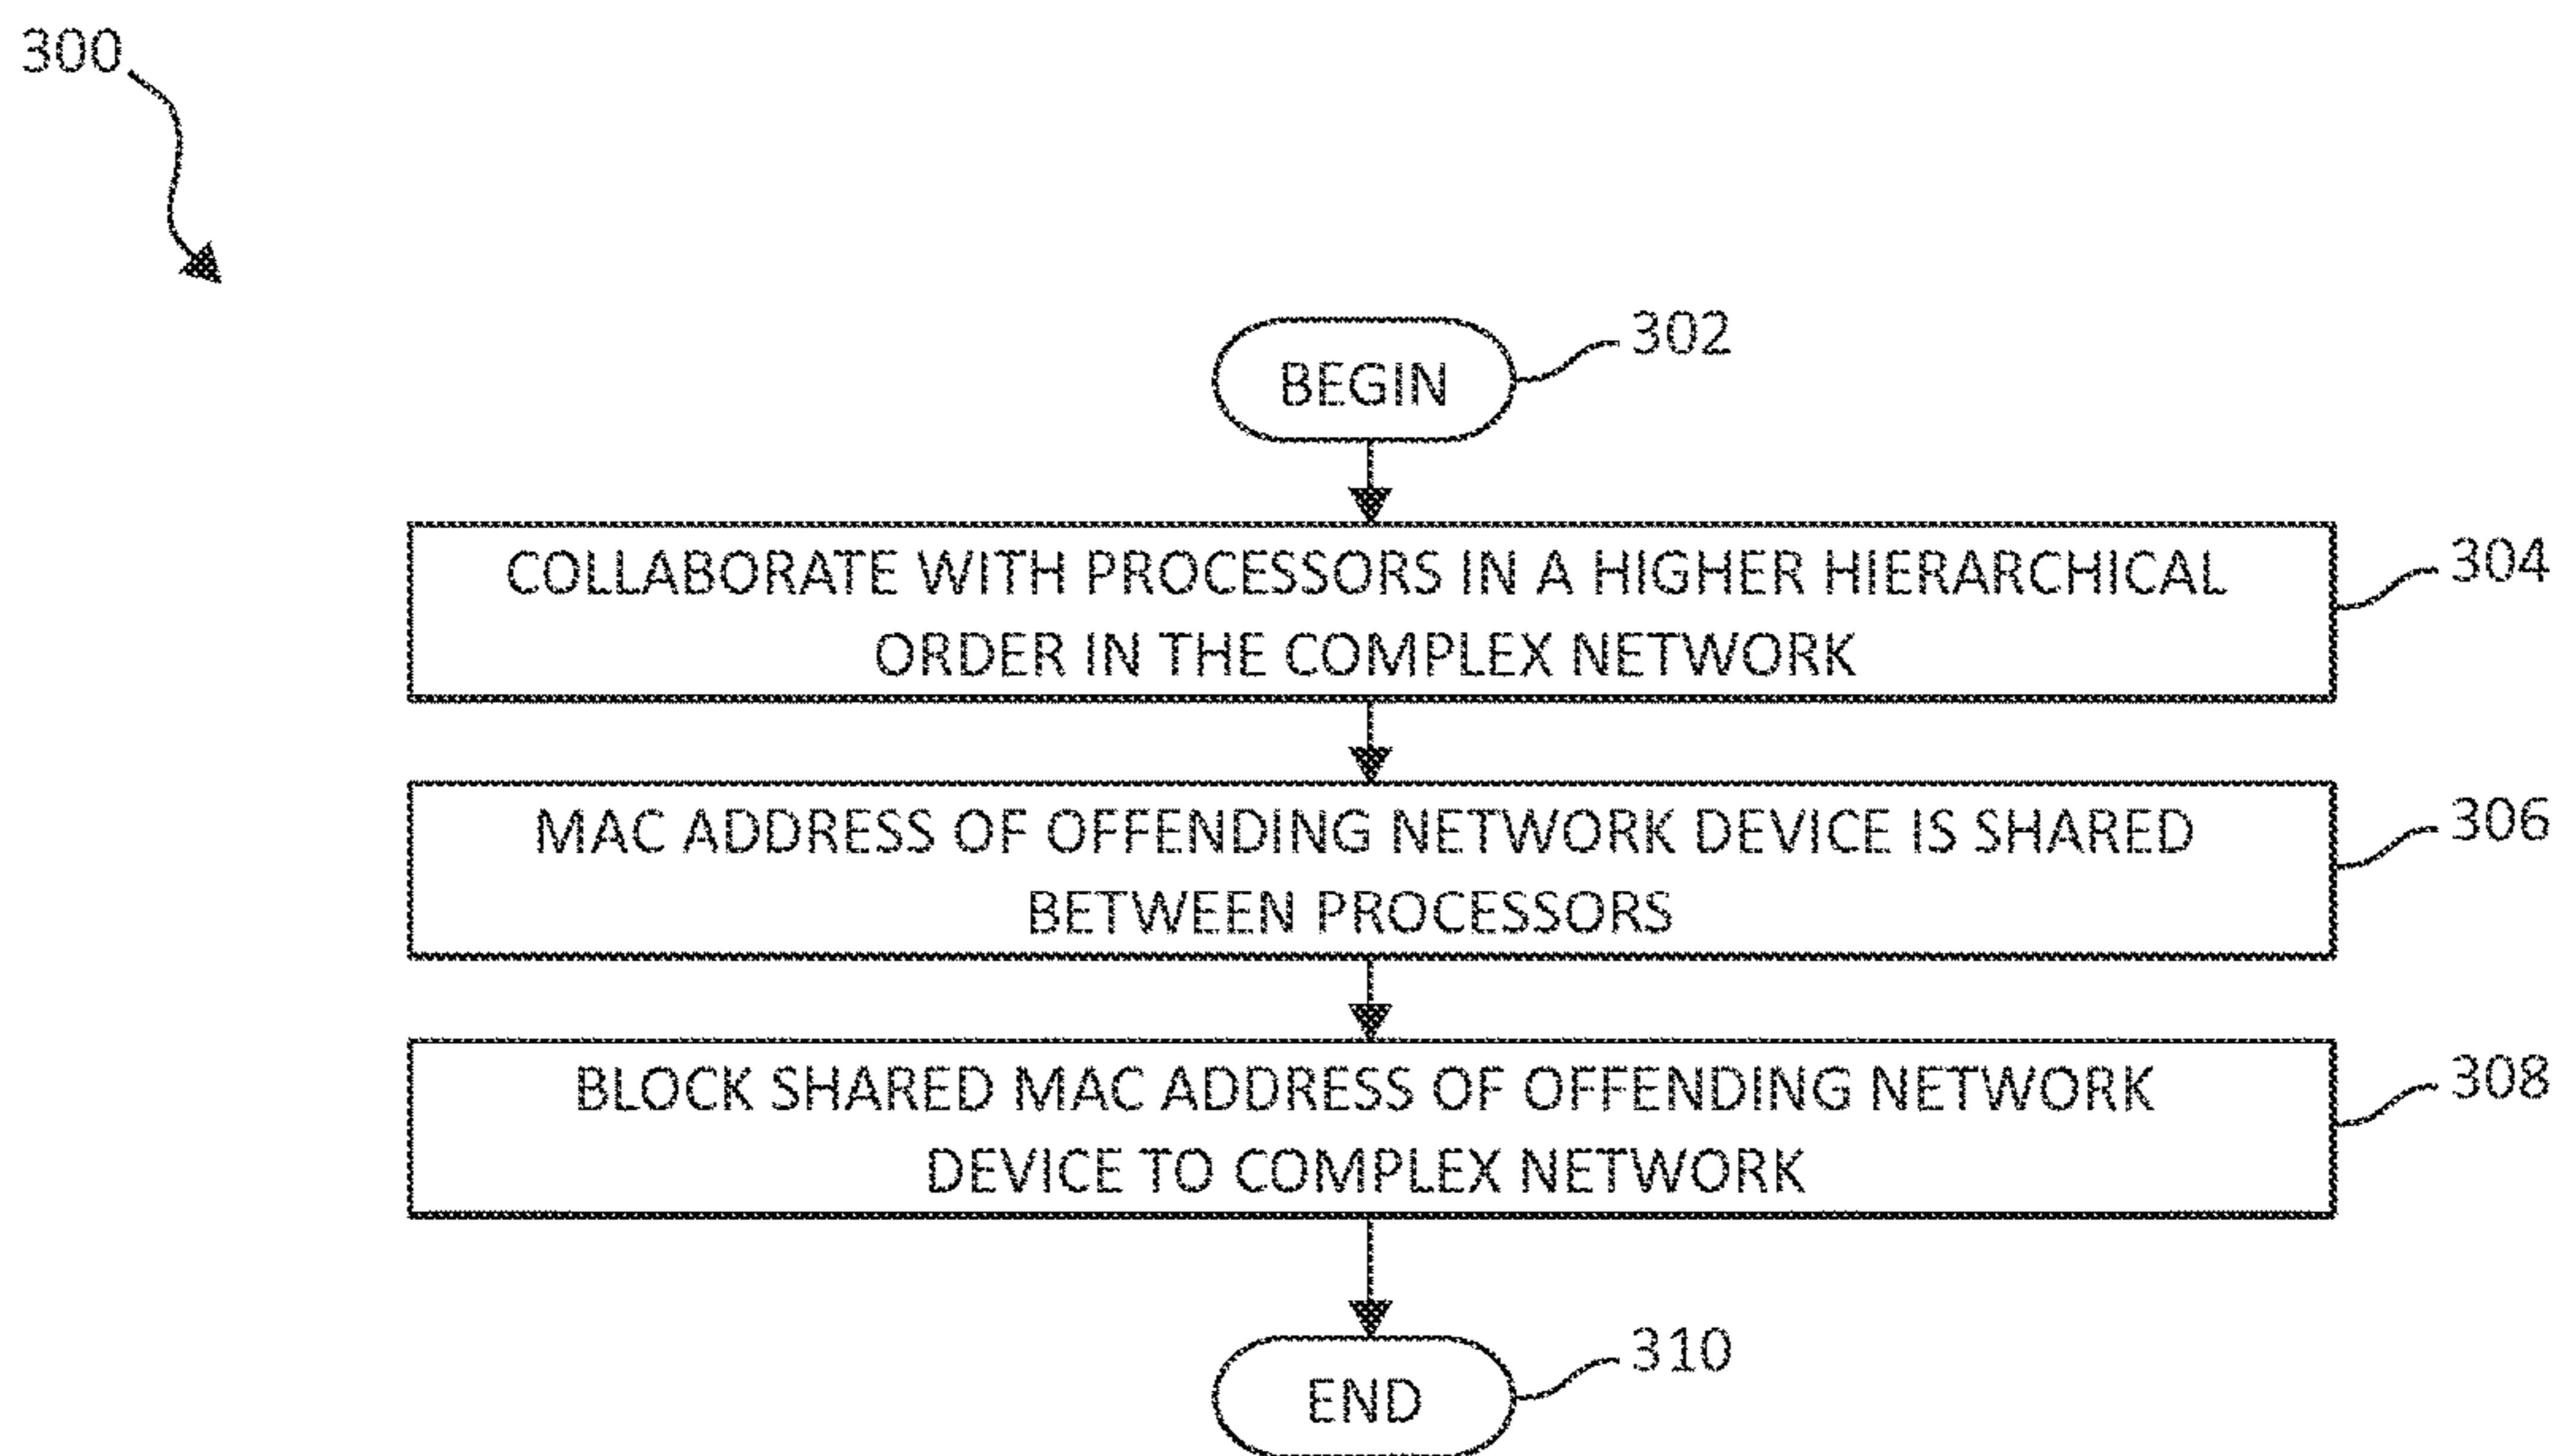 300
BEGIN
302
COLLABORATE WITH PROCESSORS IN A HIGHER HIERARCHICAL
ORDER IN THE COMPLEX NETWORK
304
MAC ADDRESS OF OFFENDING NETWORK DEVICE IS SHARED
BETWEEN PROCESSORS
306
BLOCK SHARED MAC ADDRESS OF OFFENDING NETWORK
DEVICE TO COMPLEX NETWORK
308
END
310